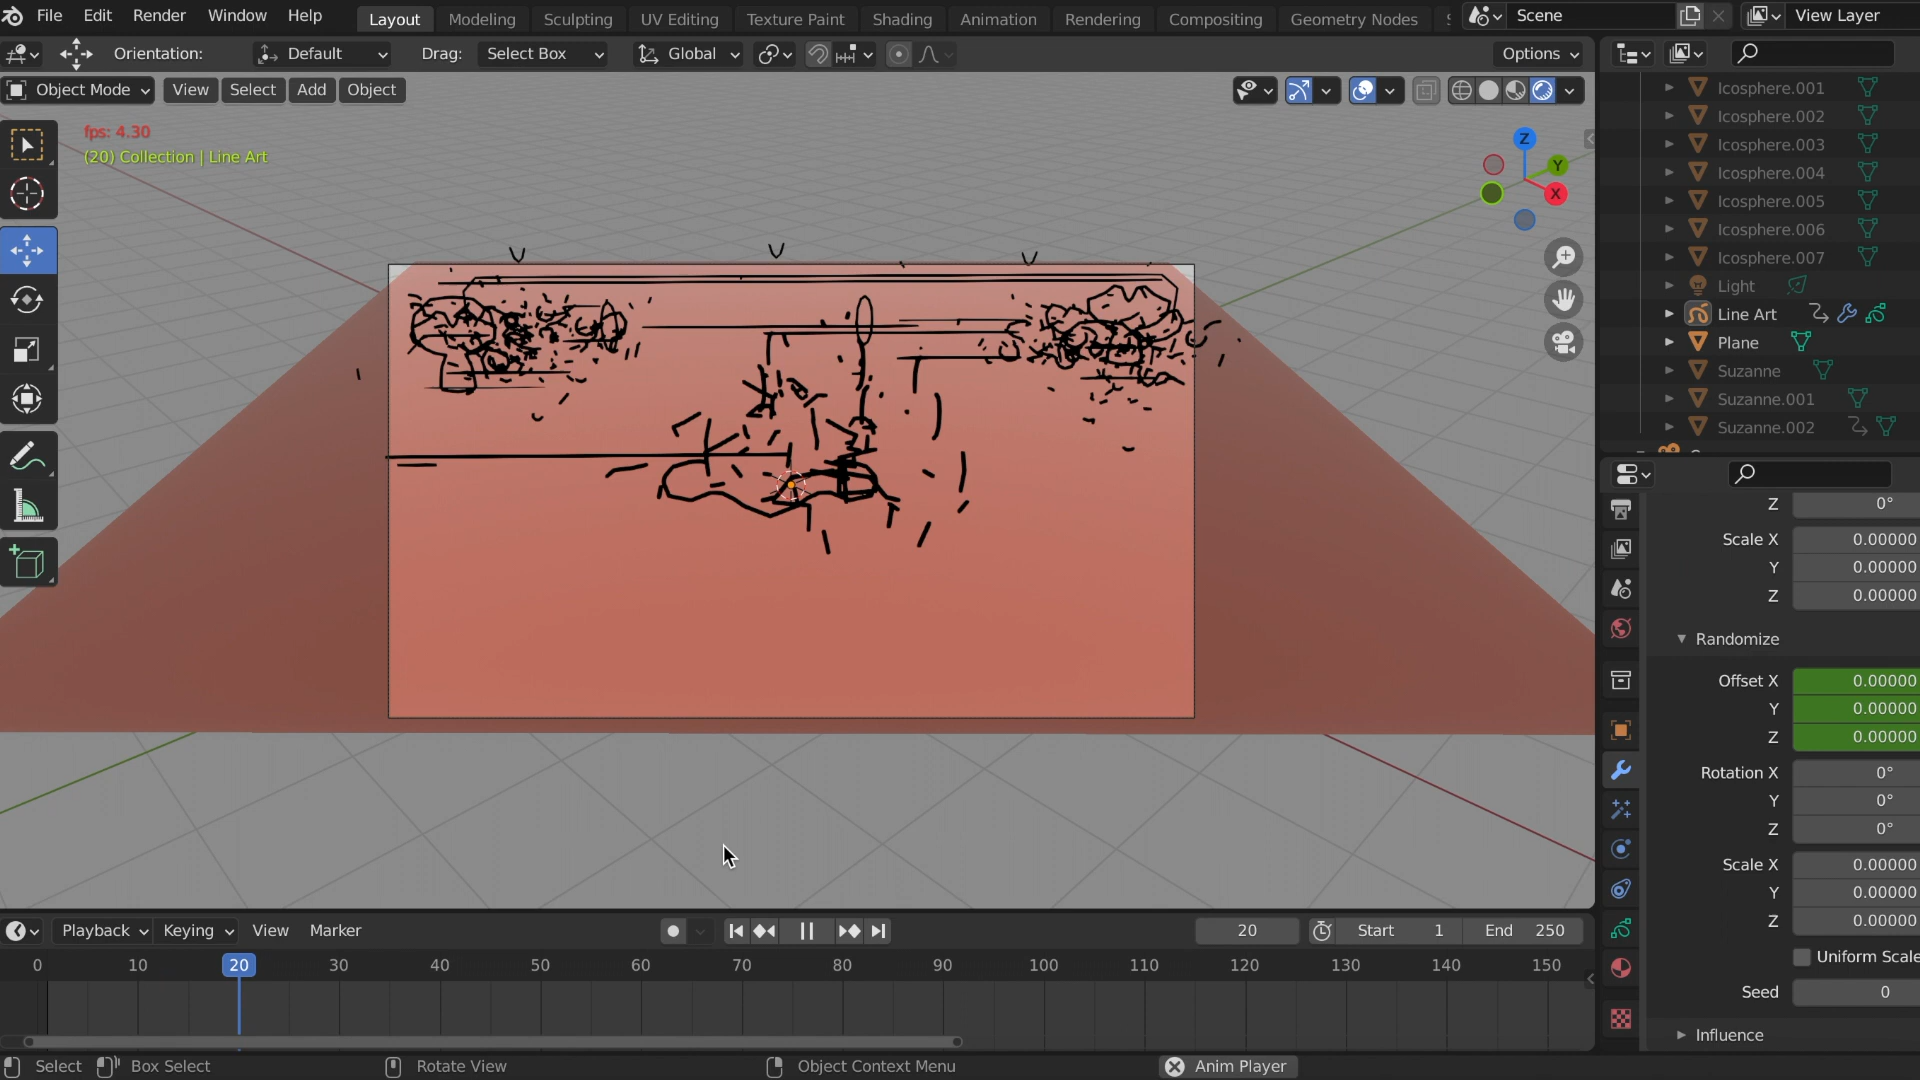 File Edit Render Window Help Layout Modeling Sculpting UV Editing Texture Paint Shading Animation Rendering Compositing Geometry Nodes Scene View Layer
Orientation: Default Drag: Select Box Global Options
Object Mode View Select Add Object
fps: 4.30
(20) Collection | Line Art
Z
Y
X
Icosphere.001
Icosphere.002
Icosphere.003
Icosphere.004
Icosphere.005
Icosphere.006
Icosphere.007
Light
Line Art
Plane
Suzanne
Suzanne.001
Suzanne.002
Z 0°
Scale X 0.00000
Y 0.00000
Z 0.00000
Randomize
Offset X 0.00000
Y 0.00000
Z 0.00000
Rotation X 0°
Y 0°
Z 0°
Scale X 0.00000
Y 0.00000
Z 0.00000
Uniform Scale
Seed 0
Influence
Playback Keying View Marker 20 Start 1 End 250
0 10 20 30 40 50 60 70 80 90 100 110 120 130 140 150
Select Box Select Rotate View Object Context Menu Anim Player